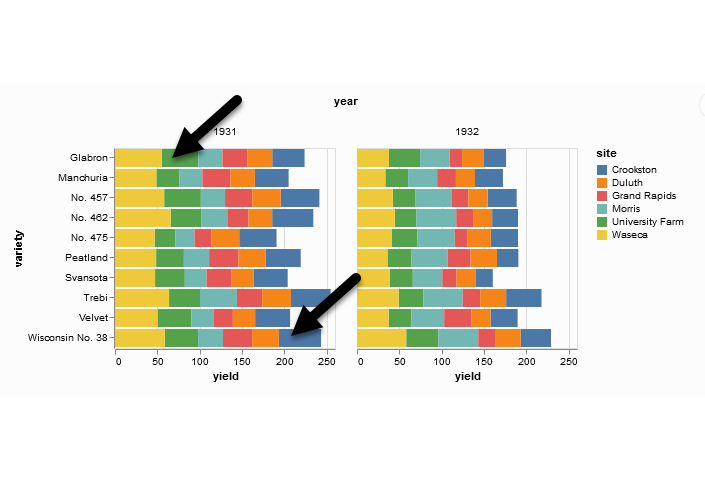 year
1931 1932
variety
Glabron
Manchuria
No. 457
No. 462
No. 475
Peatland
Svansota
Trebi
Velvet
Wisconsin No. 38
0 50 100 150 200 250 0 50 100 150 200 250
yield yield
site
Crookston
Duluth
Grand Rapids
Morris
University Farm
Waseca